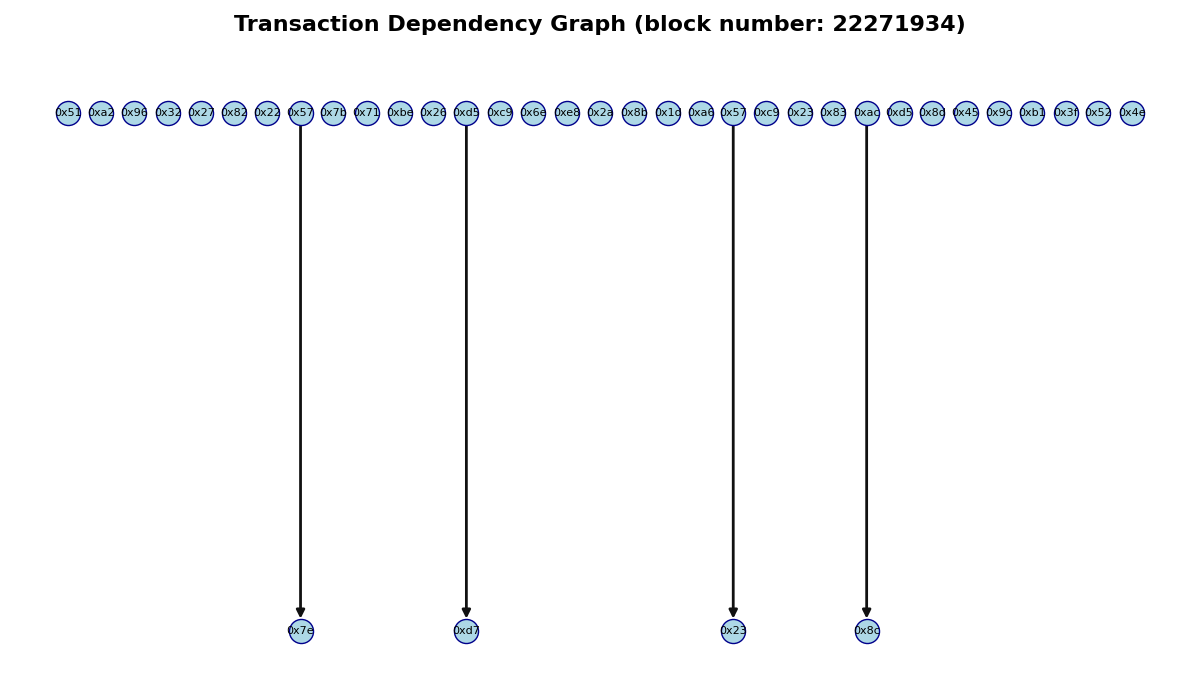 Transaction Dependency Graph (block number: 22271934)
0x51 0xa2 0x96 0x32 0x27 0x82 0x22 0x57 0x7b 0x71 0xbe 0x26 0xd5 0xc9 0x6e 0xe8 0x2a 0x8b 0x1d 0xa6 0x57 0xc9 0x23 0x83 0xac 0xd5 0x8d 0x45 0x9c 0xb1 0x3f 0x52 0x4e
0x7e 0xd7 0x23 0x8c